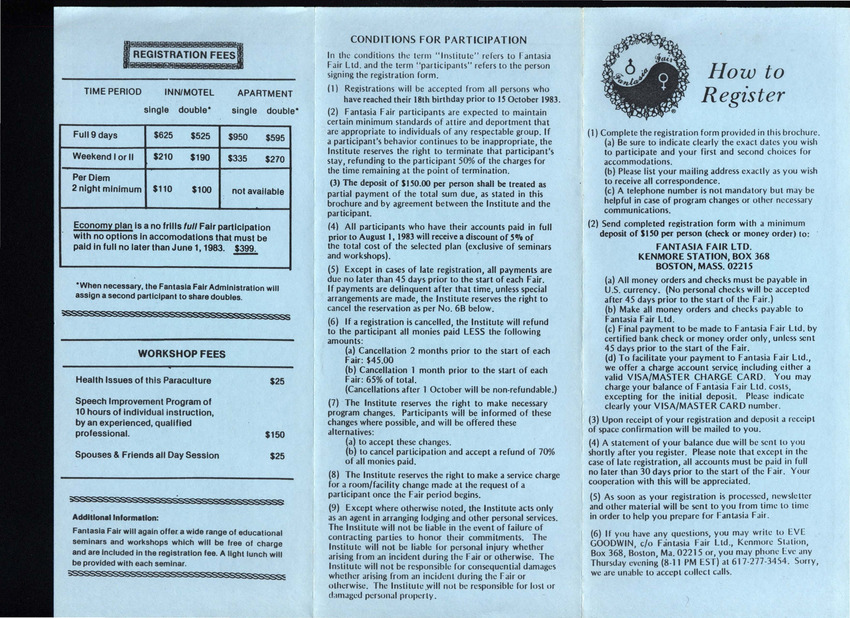 REGISTRATION FEES
TIME PERIOD INN/MOTEL APARTMENT
single double* single double*
Full 9 days $625 $525 $950 $595
Weekend I or II $210 $190 $335 $270
Per Diem
2 night minimum $110 $100 not available
Economy plan is a no frills full Fair participation
with no options in accomodations that must be
paid in full no later than June 1, 1983. $399.
*When necessary, the Fantasia Fair Administration will
assign a second participant to share doubles.
WORKSHOP FEES
Health Issues of this Paraculture $25
Speech Improvement Program of
10 hours of individual instruction,
by an experienced, qualified
professional. $150
Spouses & Friends all Day Session $25
Additional Information:
Fantasia Fair will again offer a wide range of educational
seminars and workshops which will be free of charge
and are included in the registration fee. A light lunch will
be provided with each seminar.
CONDITIONS FOR PARTICIPATION
In the conditions the term "Institute" refers to Fantasia
Fair Ltd. and the term "participants" refers to the person
signing the registration form.
(1) Registrations will be accepted from all persons who
have reached their 18th birthday prior to 15 October 1983.
(2) Fantasia Fair participants are expected to maintain
certain minimum standards of attire and deportment that
are appropriate to individuals of any respectable group. If
a participant's behavior continues to be inappropriate, the
Institute reserves the right to terminate that participant's
stay, refunding to the participant 50% of the charges for
the time remaining at the point of termination.
(3) The deposit of $150.00 per person shall be treated as
partial payment of the total sum due, as stated in this
brochure and by agreement between the Institute and the
participant.
(4) All participants who have their accounts paid in full
prior to August 1, 1983 will receive a discount of 5% of
the total cost of the selected plan (exclusive of seminars
and workshops).
(5) Except in cases of late registration, all payments are
due no later than 45 days prior to the start of each Fair.
If payments are delinquent after that time, unless special
arrangements are made, the Institute reserves the right to
cancel the reservation as per No. 6B below.
(6) If a registration is cancelled, the Institute will refund
to the participant all monies paid LESS the following
amounts:
(a) Cancellation 2 months prior to the start of each
Fair: $45.00
(b) Cancellation 1 month prior to the start of each
Fair: 65% of total.
(Cancellations after 1 October will be non-refundable.)
(7) The Institute reserves the right to make necessary
program changes. Participants will be informed of these
changes where possible, and will be offered these
alternatives:
(a) to accept these changes.
(b) to cancel participation and accept a refund of 70%
of all monies paid.
(8) The Institute reserves the right to make a service charge
for a room/facility change made at the request of a
participant once the Fair period begins.
(9) Except where otherwise noted, the Institute acts only
as an agent in arranging lodging and other personal services.
The Institute will not be liable in the event of failure of
contracting parties to honor their commitments. The
Institute will not be liable for personal injury whether
arising from an incident during the Fair or otherwise. The
Institute will not be responsible for consequential damages
whether arising from an incident during the Fair or
otherwise. The Institute will not be responsible for lost or
damaged personal property.
Fantasia Fair
How to
Register
(1) Complete the registration form provided in this brochure.
(a) Be sure to indicate clearly the exact dates you wish
to participate and your first and second choices for
accommodations.
(b) Please list your mailing address exactly as you wish
to receive all correspondence.
(c) A telephone number is not mandatory but may be
helpful in case of program changes or other necessary
communications.
(2) Send completed registration form with a minimum
deposit of $150 per person (check or money order) to:
FANTASIA FAIR LTD.
KENMORE STATION, BOX 368
BOSTON, MASS. 02215
(a) All money orders and checks must be payable in
U.S. currency. (No personal checks will be accepted
after 45 days prior to the start of the Fair.)
(b) Make all money orders and checks payable to
Fantasia Fair Ltd.
(c) Final payment to be made to Fantasia Fair Ltd. by
certified bank check or money order only, unless sent
45 days prior to the start of the Fair.
(d) To facilitate your payment to Fantasia Fair Ltd.,
we offer a charge account service including either a
valid VISA/MASTER CHARGE CARD. You may
charge your balance of Fantasia Fair Ltd. costs,
excepting for the initial deposit. Please indicate
clearly your VISA/MASTER CARD number.
(3) Upon receipt of your registration and deposit a receipt
of space confirmation will be mailed to you.
(4) A statement of your balance due will be sent to you
shortly after you register. Please note that except in the
case of late registration, all accounts must be paid in full
no later than 30 days prior to the start of the Fair. Your
cooperation with this will be appreciated.
(5) As soon as your registration is processed, newsletter
and other material will be sent to you from time to time
in order to help you prepare for Fantasia Fair.
(6) If you have any questions, you may write to EVE
GOODWIN, c/o Fantasia Fair Ltd., Kenmore Station,
Box 368, Boston, Ma. 02215 or, you may phone Eve any
Thursday evening (8-11 PM EST) at 617-277-3454. Sorry,
we are unable to accept collect calls.